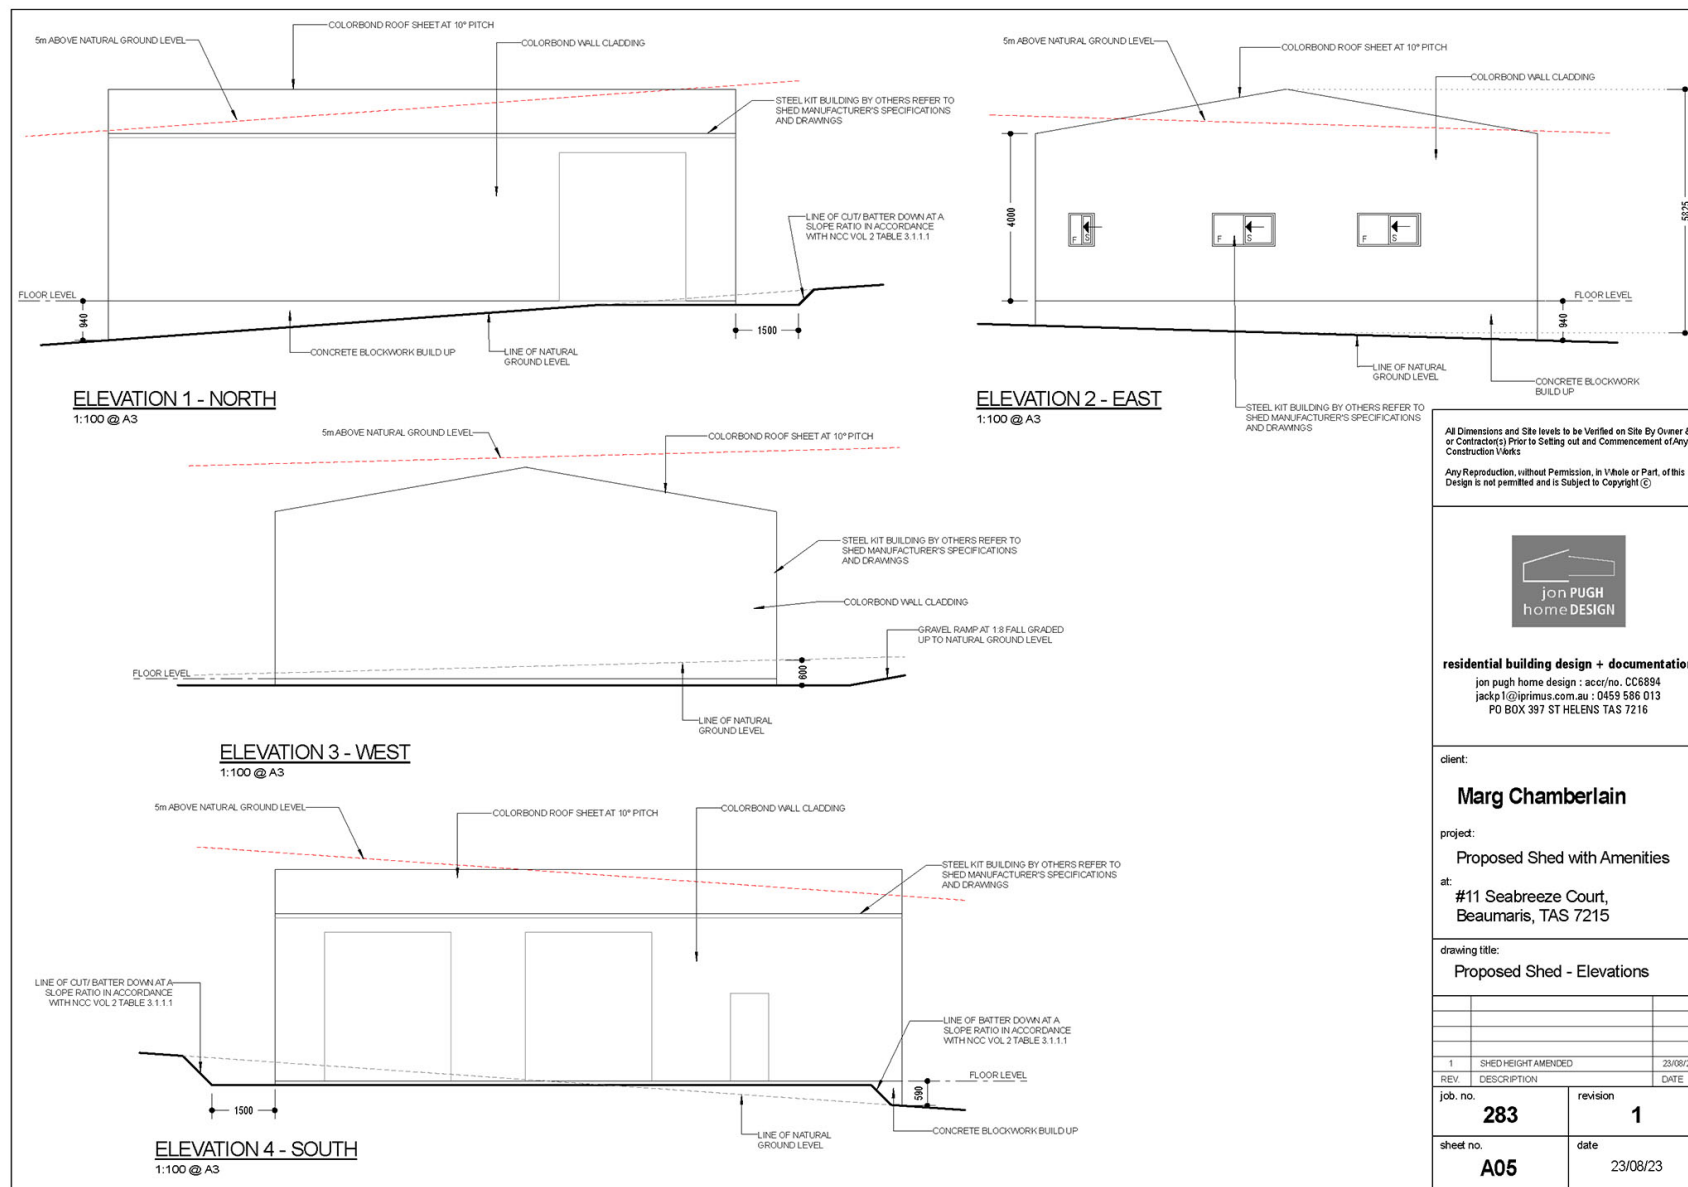 COLORBOND ROOF SHEET AT 10° PITCH
5m ABOVE NATURAL GROUND LEVEL
COLORBOND WALL CLADDING
STEEL KIT BUILDING BY OTHERS REFER TO
SHED MANUFACTURER'S SPECIFICATIONS
AND DRAWINGS
LINE OF CUT/ BATTER DOWN AT A
SLOPE RATIO IN ACCORDANCE
WITH NCC VOL 2 TABLE 3.1.1.1
FLOOR LEVEL
940
1500
CONCRETE BLOCKWORK BUILD UP
LINE OF NATURAL
GROUND LEVEL
ELEVATION 1 - NORTH
1:100 @ A3
5m ABOVE NATURAL GROUND LEVEL
COLORBOND ROOF SHEET AT 10° PITCH
COLORBOND WALL CLADDING
4000
5825
F S
F S
F S
FLOOR LEVEL
940
LINE OF NATURAL
GROUND LEVEL
CONCRETE BLOCKWORK
BUILD UP
STEEL KIT BUILDING BY OTHERS REFER TO
SHED MANUFACTURER'S SPECIFICATIONS
AND DRAWINGS
ELEVATION 2 - EAST
1:100 @ A3
5m ABOVE NATURAL GROUND LEVEL
COLORBOND ROOF SHEET AT 10° PITCH
STEEL KIT BUILDING BY OTHERS REFER TO
SHED MANUFACTURER'S SPECIFICATIONS
AND DRAWINGS
COLORBOND WALL CLADDING
GRAVEL RAMP AT 1:8 FALL GRADED
UP TO NATURAL GROUND LEVEL
FLOOR LEVEL
600
LINE OF NATURAL
GROUND LEVEL
ELEVATION 3 - WEST
1:100 @ A3
5m ABOVE NATURAL GROUND LEVEL
COLORBOND ROOF SHEET AT 10° PITCH
COLORBOND WALL CLADDING
STEEL KIT BUILDING BY OTHERS REFER TO
SHED MANUFACTURER'S SPECIFICATIONS
AND DRAWINGS
LINE OF CUT/ BATTER DOWN AT A
SLOPE RATIO IN ACCORDANCE
WITH NCC VOL 2 TABLE 3.1.1.1
LINE OF BATTER DOWN AT A
SLOPE RATIO IN ACCORDANCE
WITH NCC VOL 2 TABLE 3.1.1.1
FLOOR LEVEL
590
1500
LINE OF NATURAL
GROUND LEVEL
CONCRETE BLOCKWORK BUILD UP
ELEVATION 4 - SOUTH
1:100 @ A3
All Dimensions and Site levels to be Verified on Site By Owner &
or Contractor(s) Prior to Setting out and Commencement of Any
Construction Works
Any Reproduction, without Permission, in Whole or Part, of this
Design is not permitted and is Subject to Copyright ©
jon PUGH
home DESIGN
residential building design + documentation
jon pugh home design : accr/no. CC6894
jackp1@iprimus.com.au : 0459 586 013
PO BOX 397 ST HELENS TAS 7216
client:
Marg Chamberlain
project:
Proposed Shed with Amenities
at:
#11 Seabreeze Court,
Beaumaris, TAS 7215
drawing title:
Proposed Shed - Elevations
1 SHED HEIGHT AMENDED 23/08/2
REV. DESCRIPTION DATE
job. no. revision
283 1
sheet no. date
A05 23/08/23